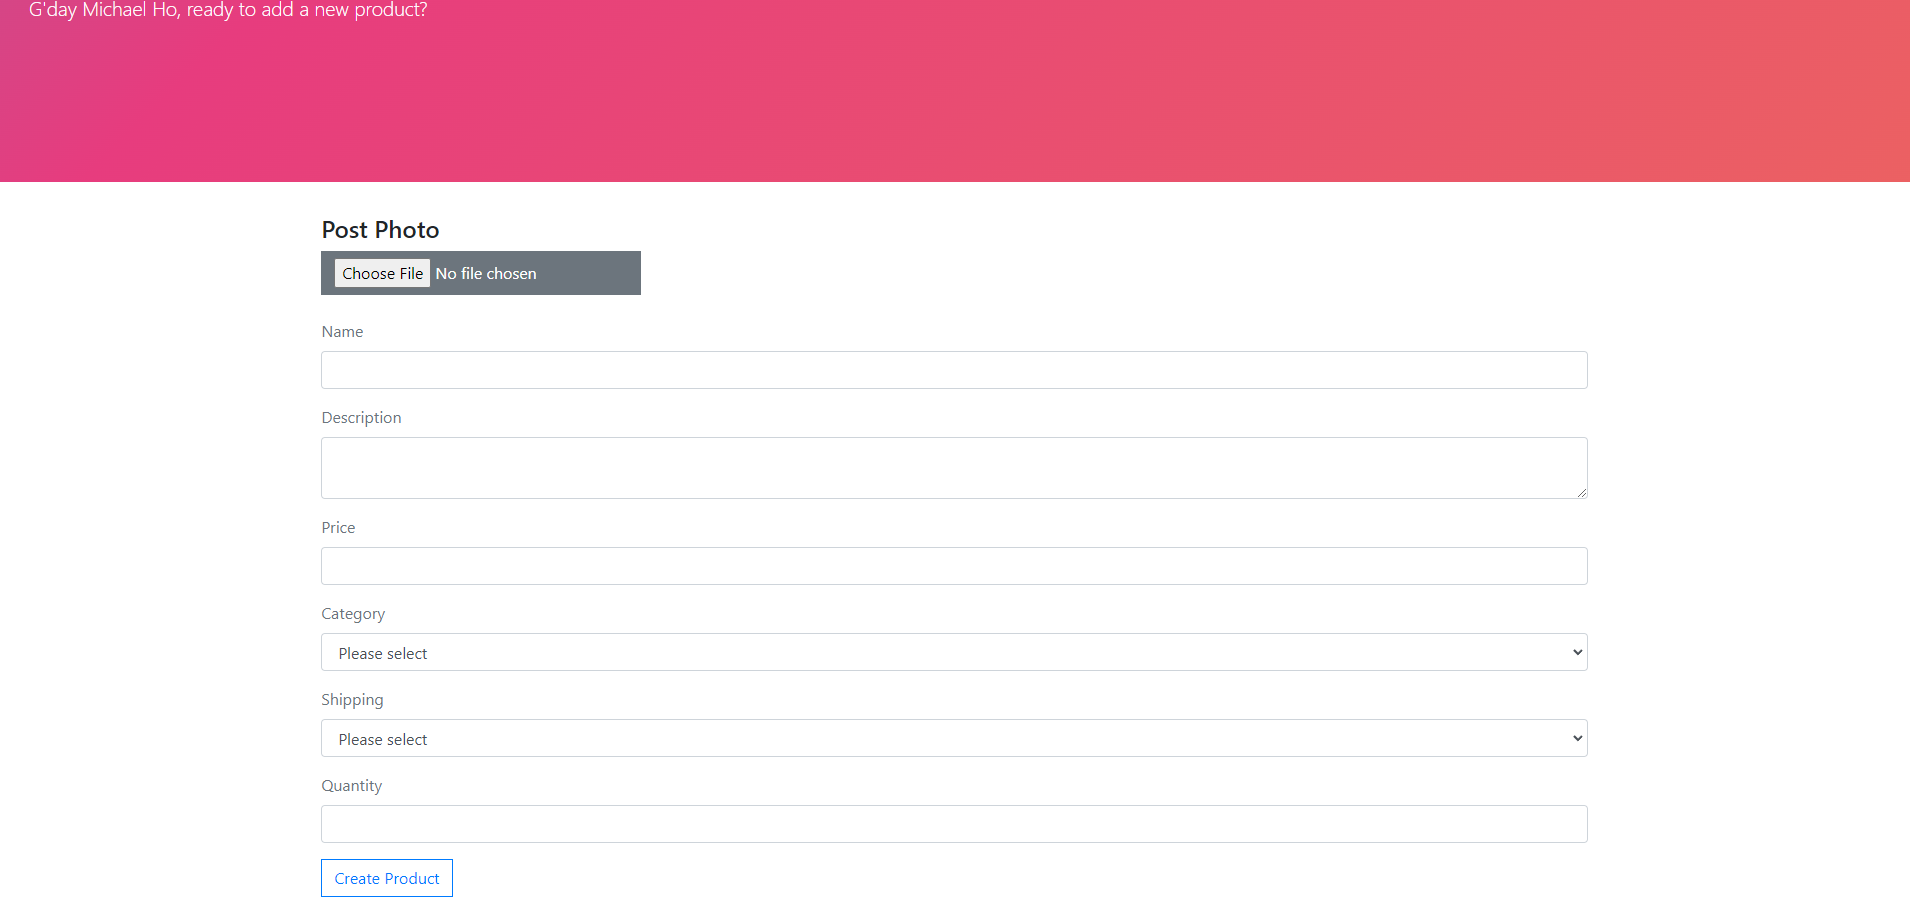 G'day Michael Ho, ready to add a new product?
Post Photo
Choose File No file chosen
Name
Description
Price
Category
Please select
Shipping
Please select
Quantity
Create Product